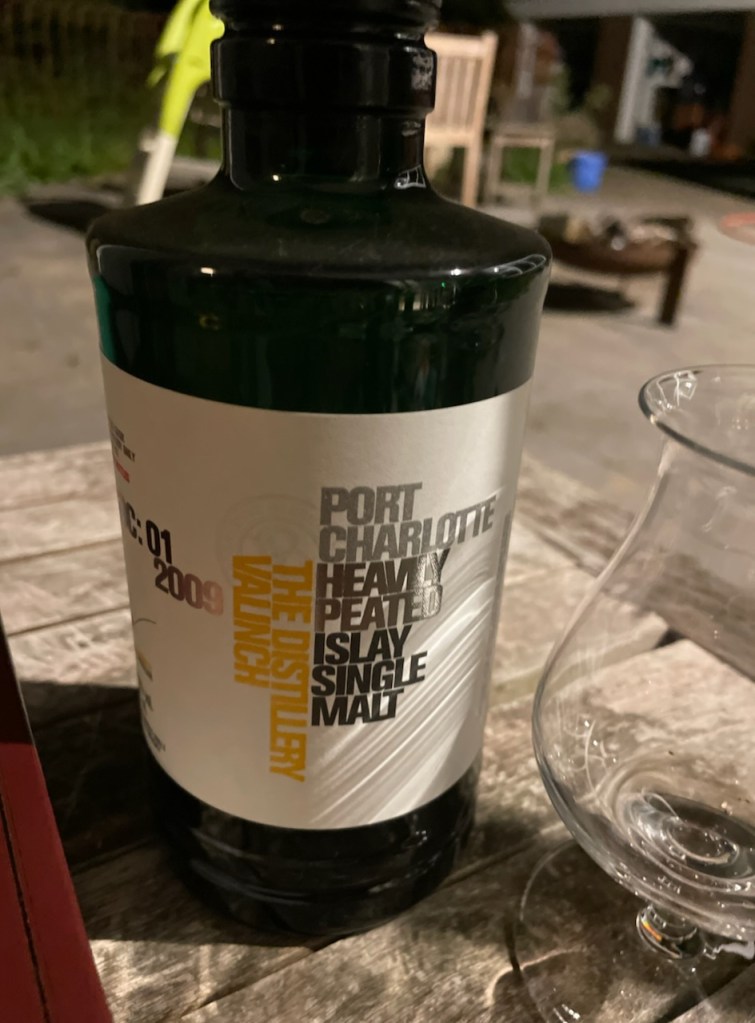 C: 01
2009
THE DISTILLERY
VALINCH
PORT
CHARLOTTE
HEAVILY
PEATED
ISLAY
SINGLE
MALT